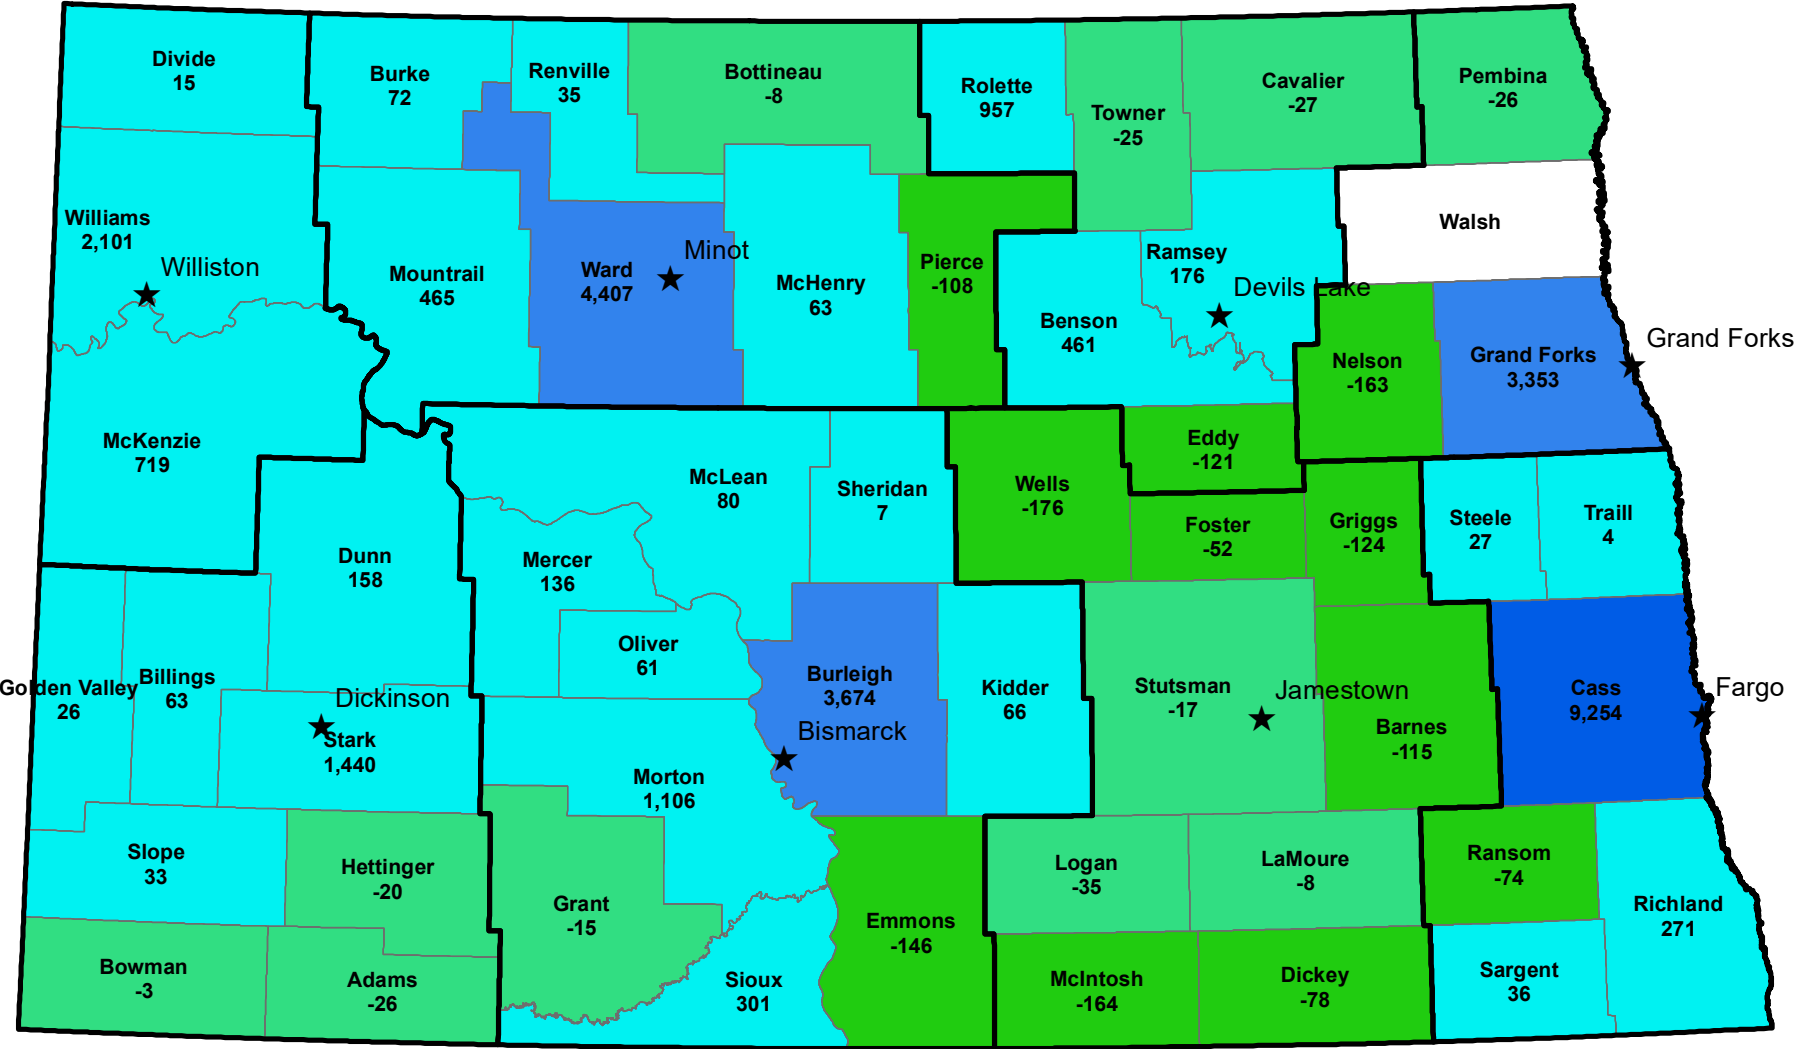 Divide
15
Burke
72
Renville
35
Bottineau
-8
Rolette
957
Towner
-25
Cavalier
-27
Pembina
-26
Williams
2,101
Williston
Mountrail
465
Ward
4,407
Minot
McHenry
63
Pierce
-108
Benson
461
Ramsey
176
Devils Lake
Walsh
Nelson
-163
Grand Forks
3,353
Grand Forks
McKenzie
719
Dunn
158
McLean
80
Sheridan
7
Mercer
136
Oliver
61
Wells
-176
Eddy
-121
Foster
-52
Griggs
-124
Steele
27
Traill
4
Golden Valley
26
Billings
63
Dickinson
Stark
1,440
Morton
1,106
Burleigh
3,674
Bismarck
Kidder
66
Stutsman
-17
Jamestown
Barnes
-115
Cass
9,254
Fargo
Slope
33
Hettinger
-20
Grant
-15
Emmons
-146
Logan
-35
LaMoure
-8
Ransom
-74
Richland
271
Bowman
-3
Adams
-26
Sioux
301
McIntosh
-164
Dickey
-78
Sargent
36